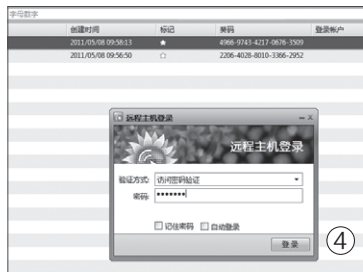 字母数字
创建时间 标记 葵码 登录帐户
2011/05/08 09:58:13 ★ 4966-9743-4217-0676-3509
2011/05/08 09:56:50 ☆ 2206-4028-8010-3366-2952
远程主机登录
远程主机登录
验证方式: 访问密码验证
密码: *******
记住密码 自动登录
登录
④